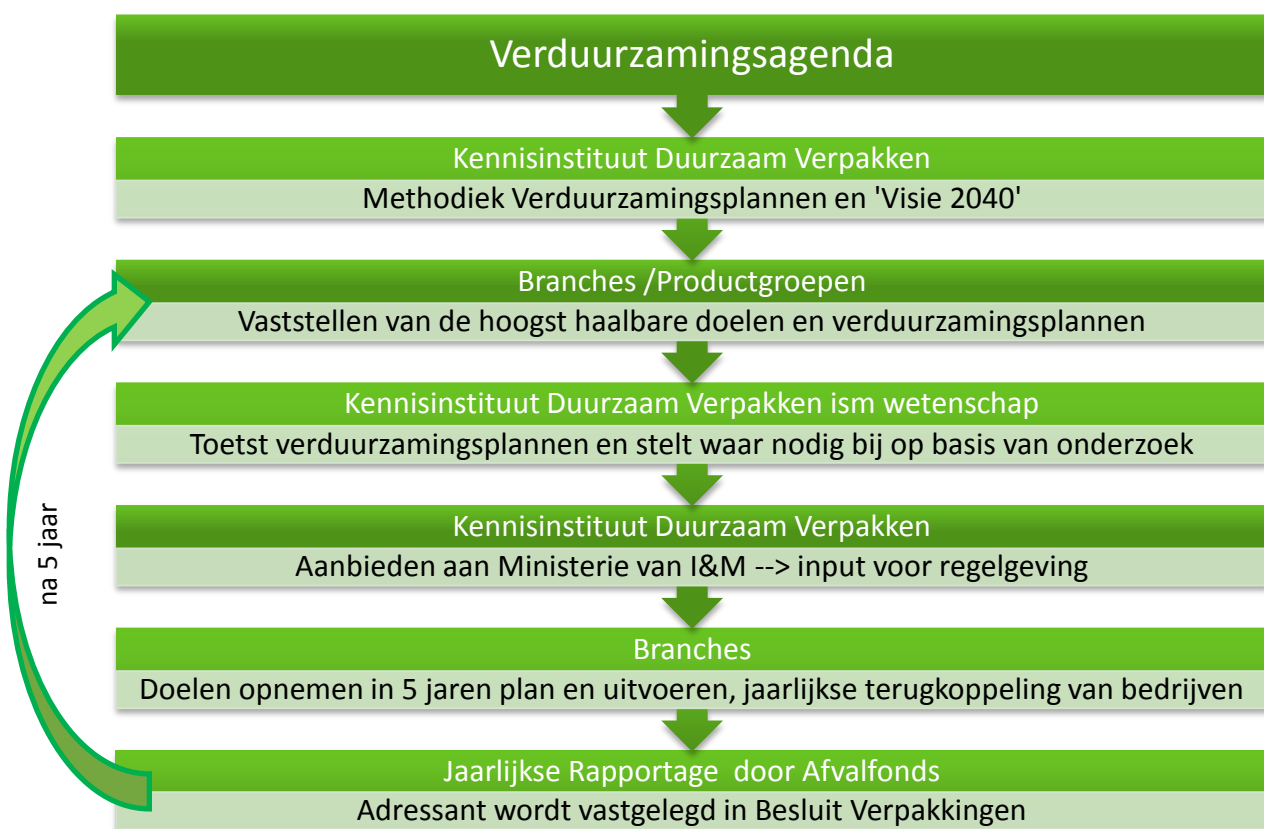 Verduurzamingsagenda
Kennisinstituut Duurzaam Verpakken
Methodiek Verduurzamingsplannen en 'Visie 2040'
Branches /Productgroepen
Vaststellen van de hoogst haalbare doelen en verduurzamingsplannen
Kennisinstituut Duurzaam Verpakken ism wetenschap
Toetst verduurzamingsplannen en stelt waar nodig bij op basis van onderzoek
Kennisinstituut Duurzaam Verpakken
Aanbieden aan Ministerie van I&M --> input voor regelgeving
Branches
Doelen opnemen in 5 jaren plan en uitvoeren, jaarlijkse terugkoppeling van bedrijven
Jaarlijkse Rapportage door Afvalfonds
Adressant wordt vastgelegd in Besluit Verpakkingen
na 5 jaar